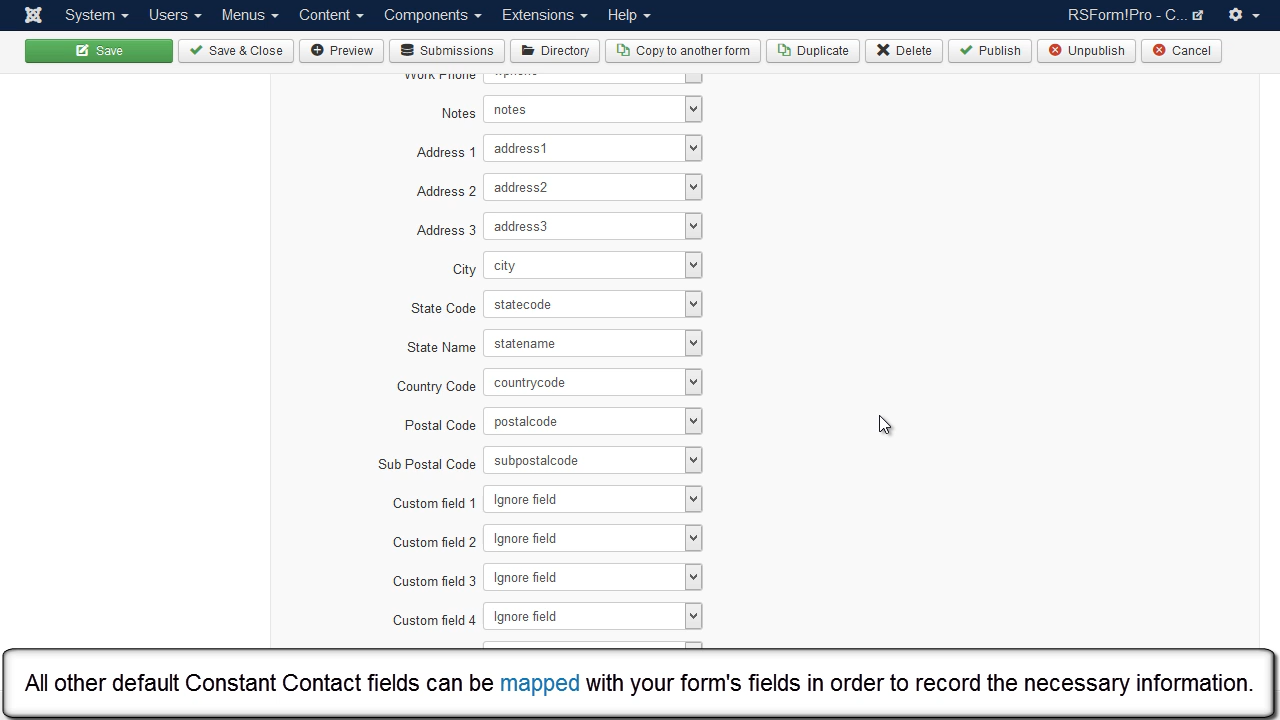 System Users Menus Content Components Extensions Help RSForm!Pro - C...
Save Save & Close Preview Submissions Directory Copy to another form Duplicate Delete Publish Unpublish Cancel
Work Phone wphone
Notes notes
Address 1 address1
Address 2 address2
Address 3 address3
City city
State Code statecode
State Name statename
Country Code countrycode
Postal Code postalcode
Sub Postal Code subpostalcode
Custom field 1 Ignore field
Custom field 2 Ignore field
Custom field 3 Ignore field
Custom field 4 Ignore field
All other default Constant Contact fields can be mapped with your form's fields in order to record the necessary information.